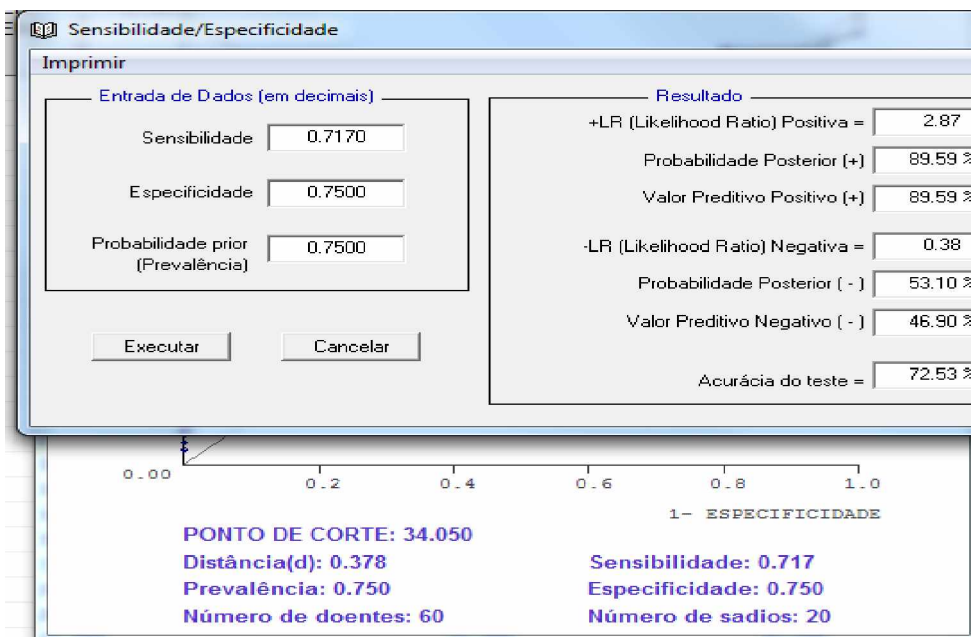 Sensibilidade/Especificidade
Imprimir
Entrada de Dados (em decimais)
Sensibilidade 0.7170
Especificidade 0.7500
Probabilidade prior 0.7500
(Prevalência)
Executar Cancelar
Resultado
+LR (Likelihood Ratio) Positiva = 2.87
Probabilidade Posterior (+) 89.59 %
Valor Preditivo Positivo (+) 89.59 %
-LR (Likelihood Ratio) Negativa = 0.38
Probabilidade Posterior ( - ) 53.10 %
Valor Preditivo Negativo ( - ) 46.90 %
Acurácia do teste = 72.53 %
0.00
0.2 0.4 0.6 0.8 1.0
1- ESPECIFICIDADE
PONTO DE CORTE: 34.050
Distância(d): 0.378 Sensibilidade: 0.717
Prevalência: 0.750 Especificidade: 0.750
Número de doentes: 60 Número de sadios: 20